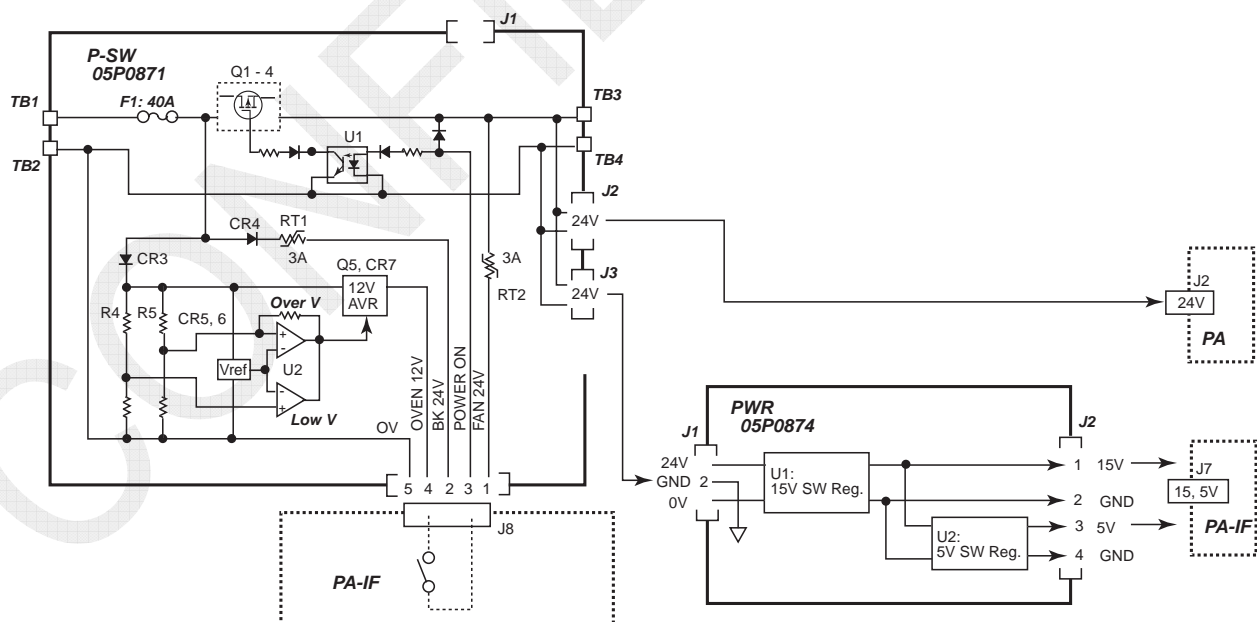 J1
P-SW
05P0871
Q1 - 4
TB1
F1: 40A
TB3
U1
TB2
TB4
J2
24V
CR4
RT1
3A
CR3
3A
RT2
J3
24V
J2
24V
PA
Q5, CR7
12V
AVR
R4
R5
CR5, 6
Over V
+
-
Vref
U2
-
+
Low V
OVEN 12V
BK 24V
POWER ON
FAN 24V
OV
5 4 2 3 1
J8
PA-IF
PWR
05P0874
J1
J2
24V
GND 2
0V
U1:
15V SW Reg.
U2:
5V SW Reg.
1 15V
2 GND
3 5V
4 GND
J7
15, 5V
PA-IF